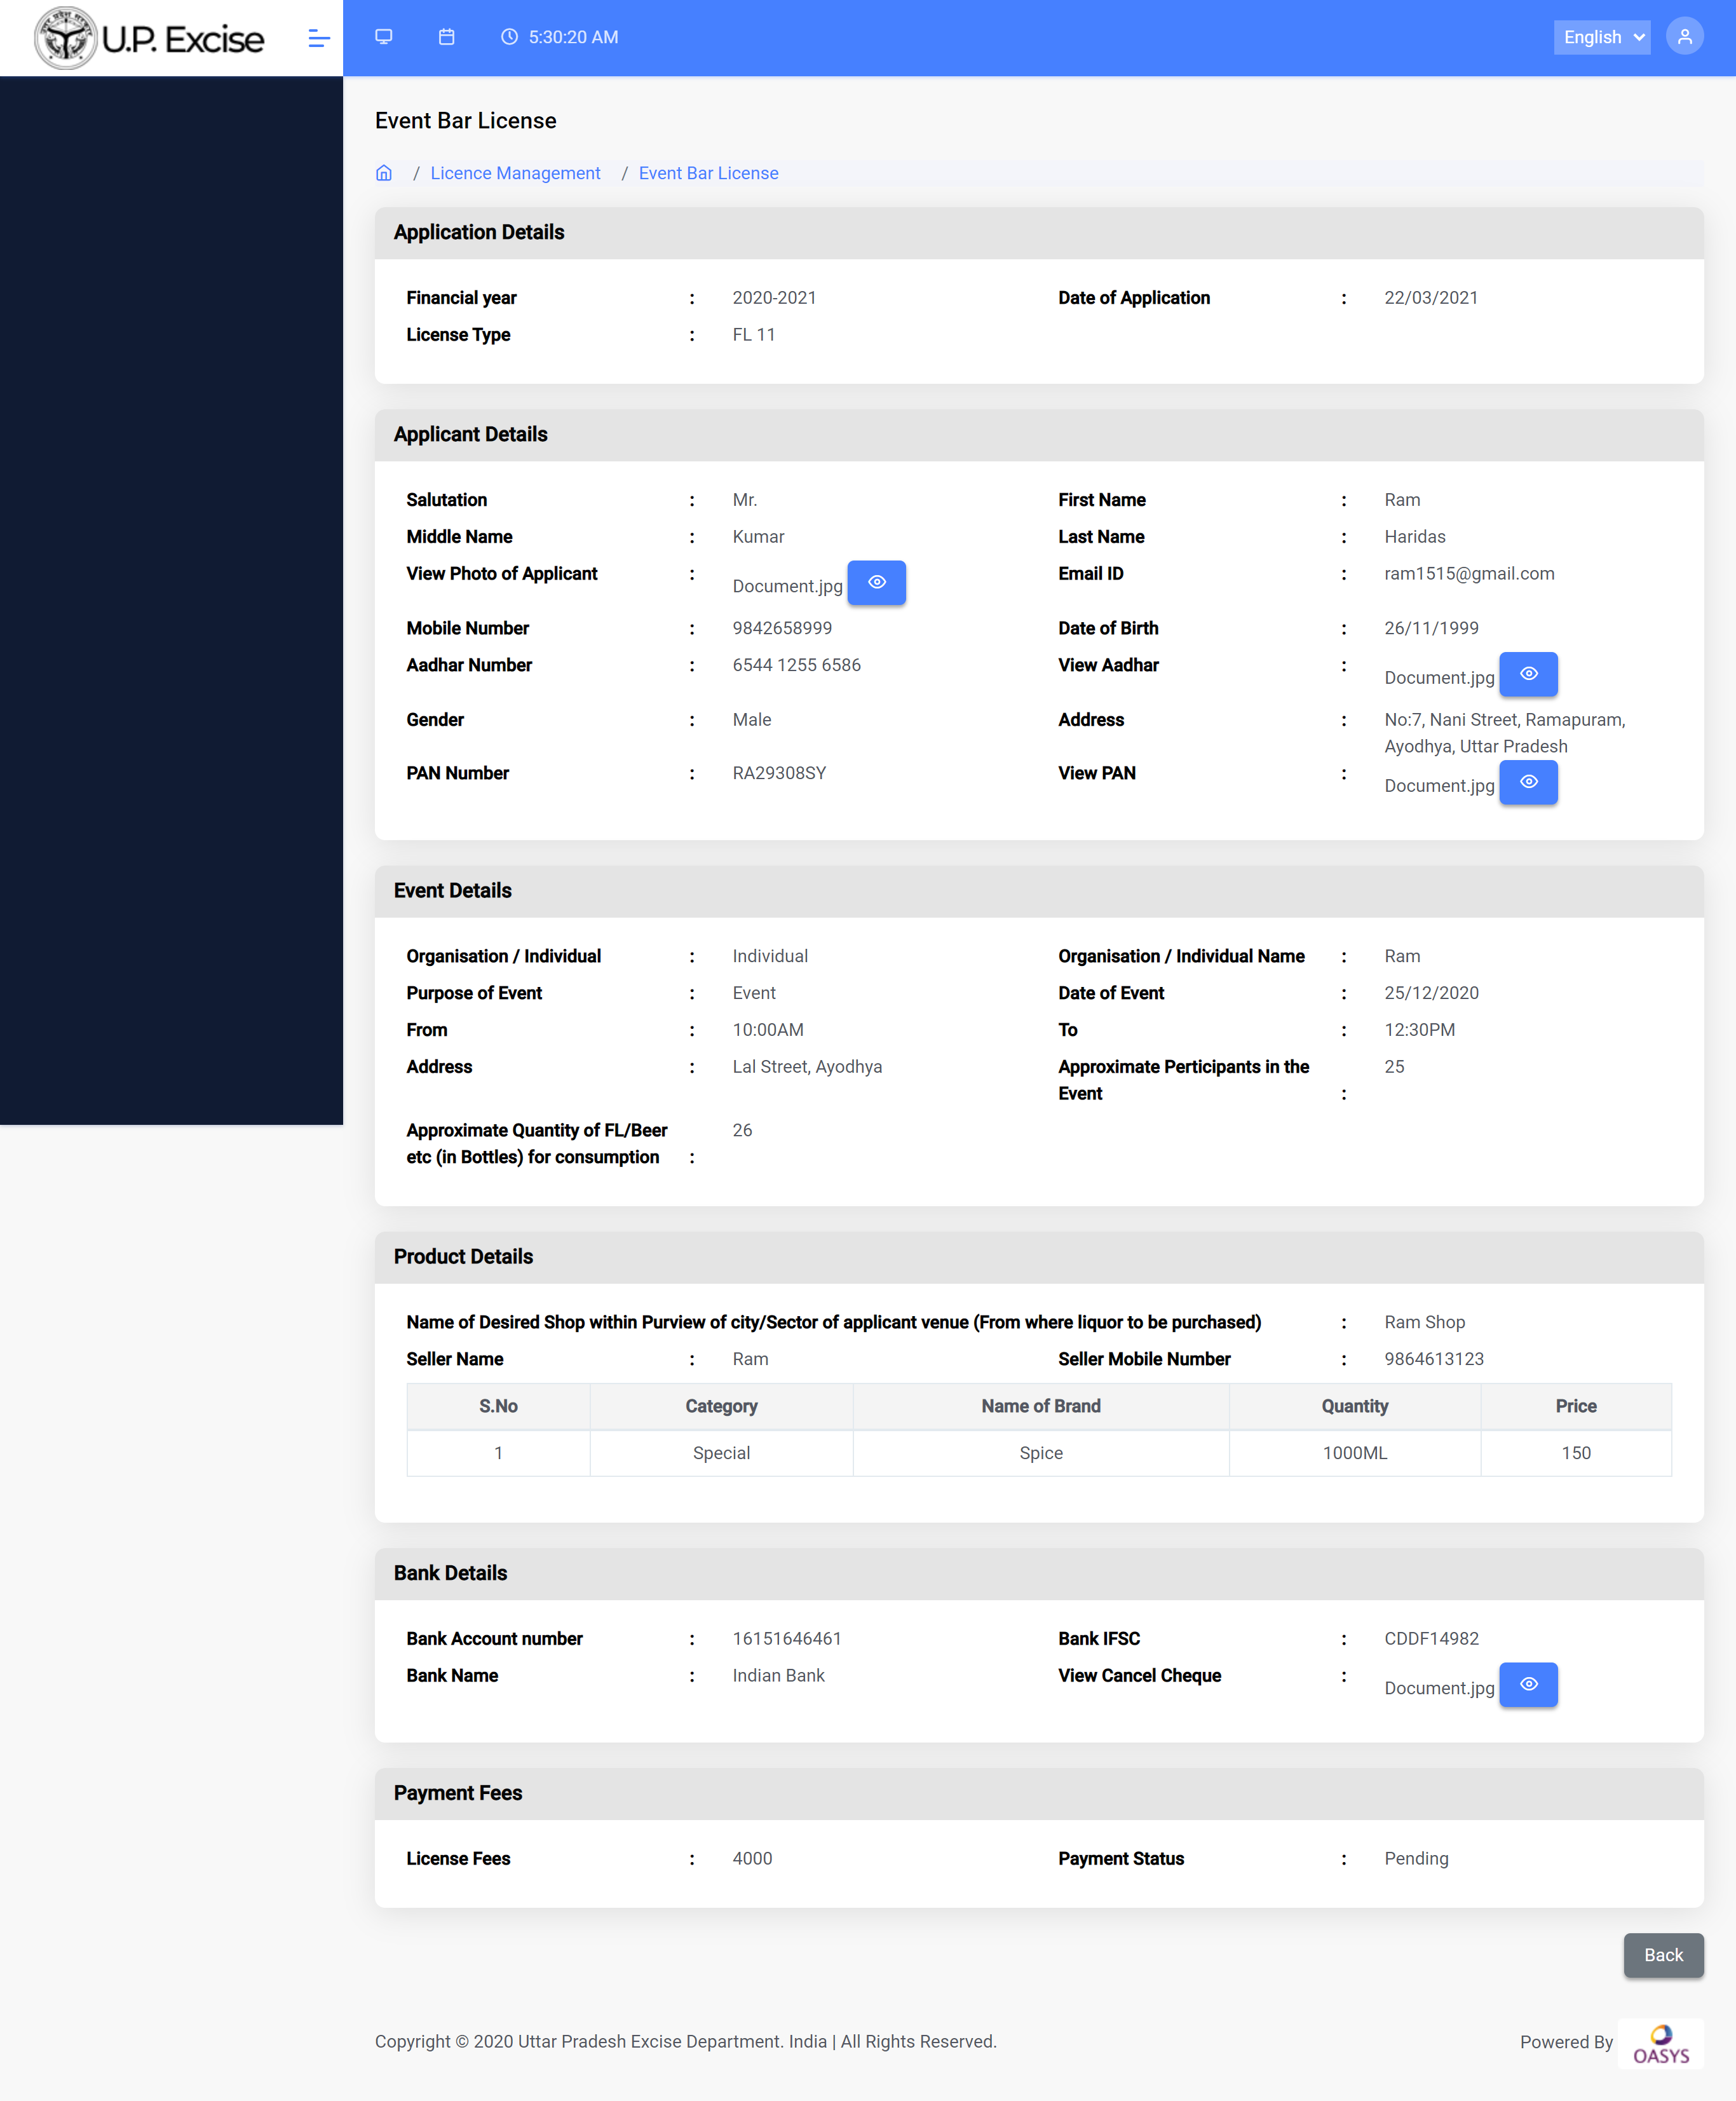 U.P. Excise
5:30:20 AM
English
Event Bar License
/ Licence Management / Event Bar License
Application Details
Financial year : 2020-2021 Date of Application : 22/03/2021
License Type : FL 11
Applicant Details
Salutation : Mr. First Name : Ram
Middle Name : Kumar Last Name : Haridas
View Photo of Applicant : Document.jpg Email ID : ram1515@gmail.com
Mobile Number : 9842658999 Date of Birth : 26/11/1999
Aadhar Number : 6544 1255 6586 View Aadhar : Document.jpg
Gender : Male Address : No:7, Nani Street, Ramapuram,
Ayodhya, Uttar Pradesh
PAN Number : RA29308SY View PAN : Document.jpg
Event Details
Organisation / Individual : Individual Organisation / Individual Name : Ram
Purpose of Event : Event Date of Event : 25/12/2020
From : 10:00AM To : 12:30PM
Address : Lal Street, Ayodhya Approximate Perticipants in the 25
Event :
Approximate Quantity of FL/Beer 26
etc (in Bottles) for consumption :
Product Details
Name of Desired Shop within Purview of city/Sector of applicant venue (From where liquor to be purchased) : Ram Shop
Seller Name : Ram Seller Mobile Number : 9864613123
S.No Category Name of Brand Quantity Price
1 Special Spice 1000ML 150
Bank Details
Bank Account number : 16151646461 Bank IFSC : CDDF14982
Bank Name : Indian Bank View Cancel Cheque : Document.jpg
Payment Fees
License Fees : 4000 Payment Status : Pending
Back
Copyright © 2020 Uttar Pradesh Excise Department. India | All Rights Reserved.
Powered By OASYS